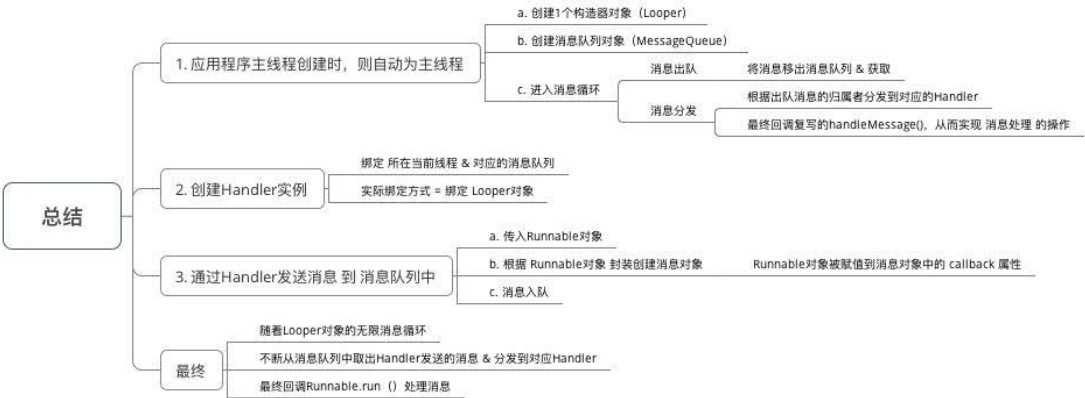 总结
1. 应用程序主线程创建时，则自动为主线程
a. 创建1个构造器对象（Looper）
b. 创建消息队列对象（MessageQueue）
c. 进入消息循环
消息出队
将消息移出消息队列 & 获取
消息分发
根据出队消息的归属者分发到对应的Handler
最终回调复写的handleMessage()，从而实现 消息处理 的操作
2. 创建Handler实例
绑定 所在当前线程 & 对应的消息队列
实际绑定方式 = 绑定 Looper对象
3. 通过Handler发送消息 到 消息队列中
a. 传入Runnable对象
b. 根据 Runnable对象 封装创建消息对象
Runnable对象被赋值到消息对象中的 callback 属性
c. 消息入队
最终
随着Looper对象的无限消息循环
不断从消息队列中取出Handler发送的消息 & 分发到对应Handler
最终回调Runnable.run（）处理消息